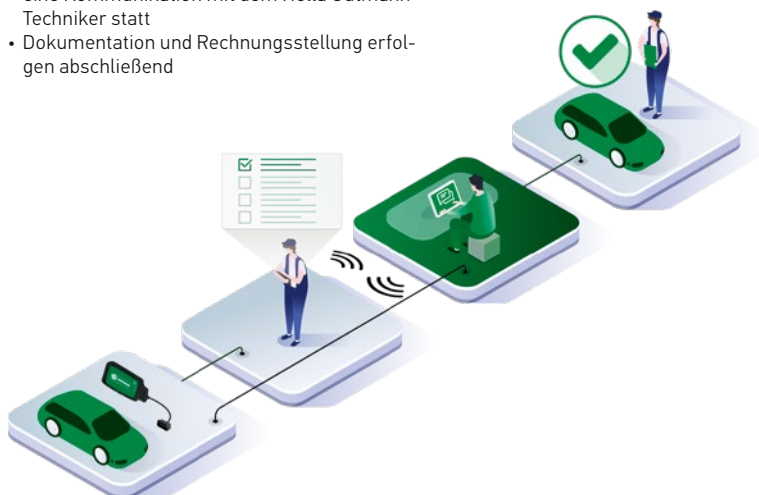 Techniker statt
• Dokumentation und Rechnungsstellung erfol-
gen abschließend